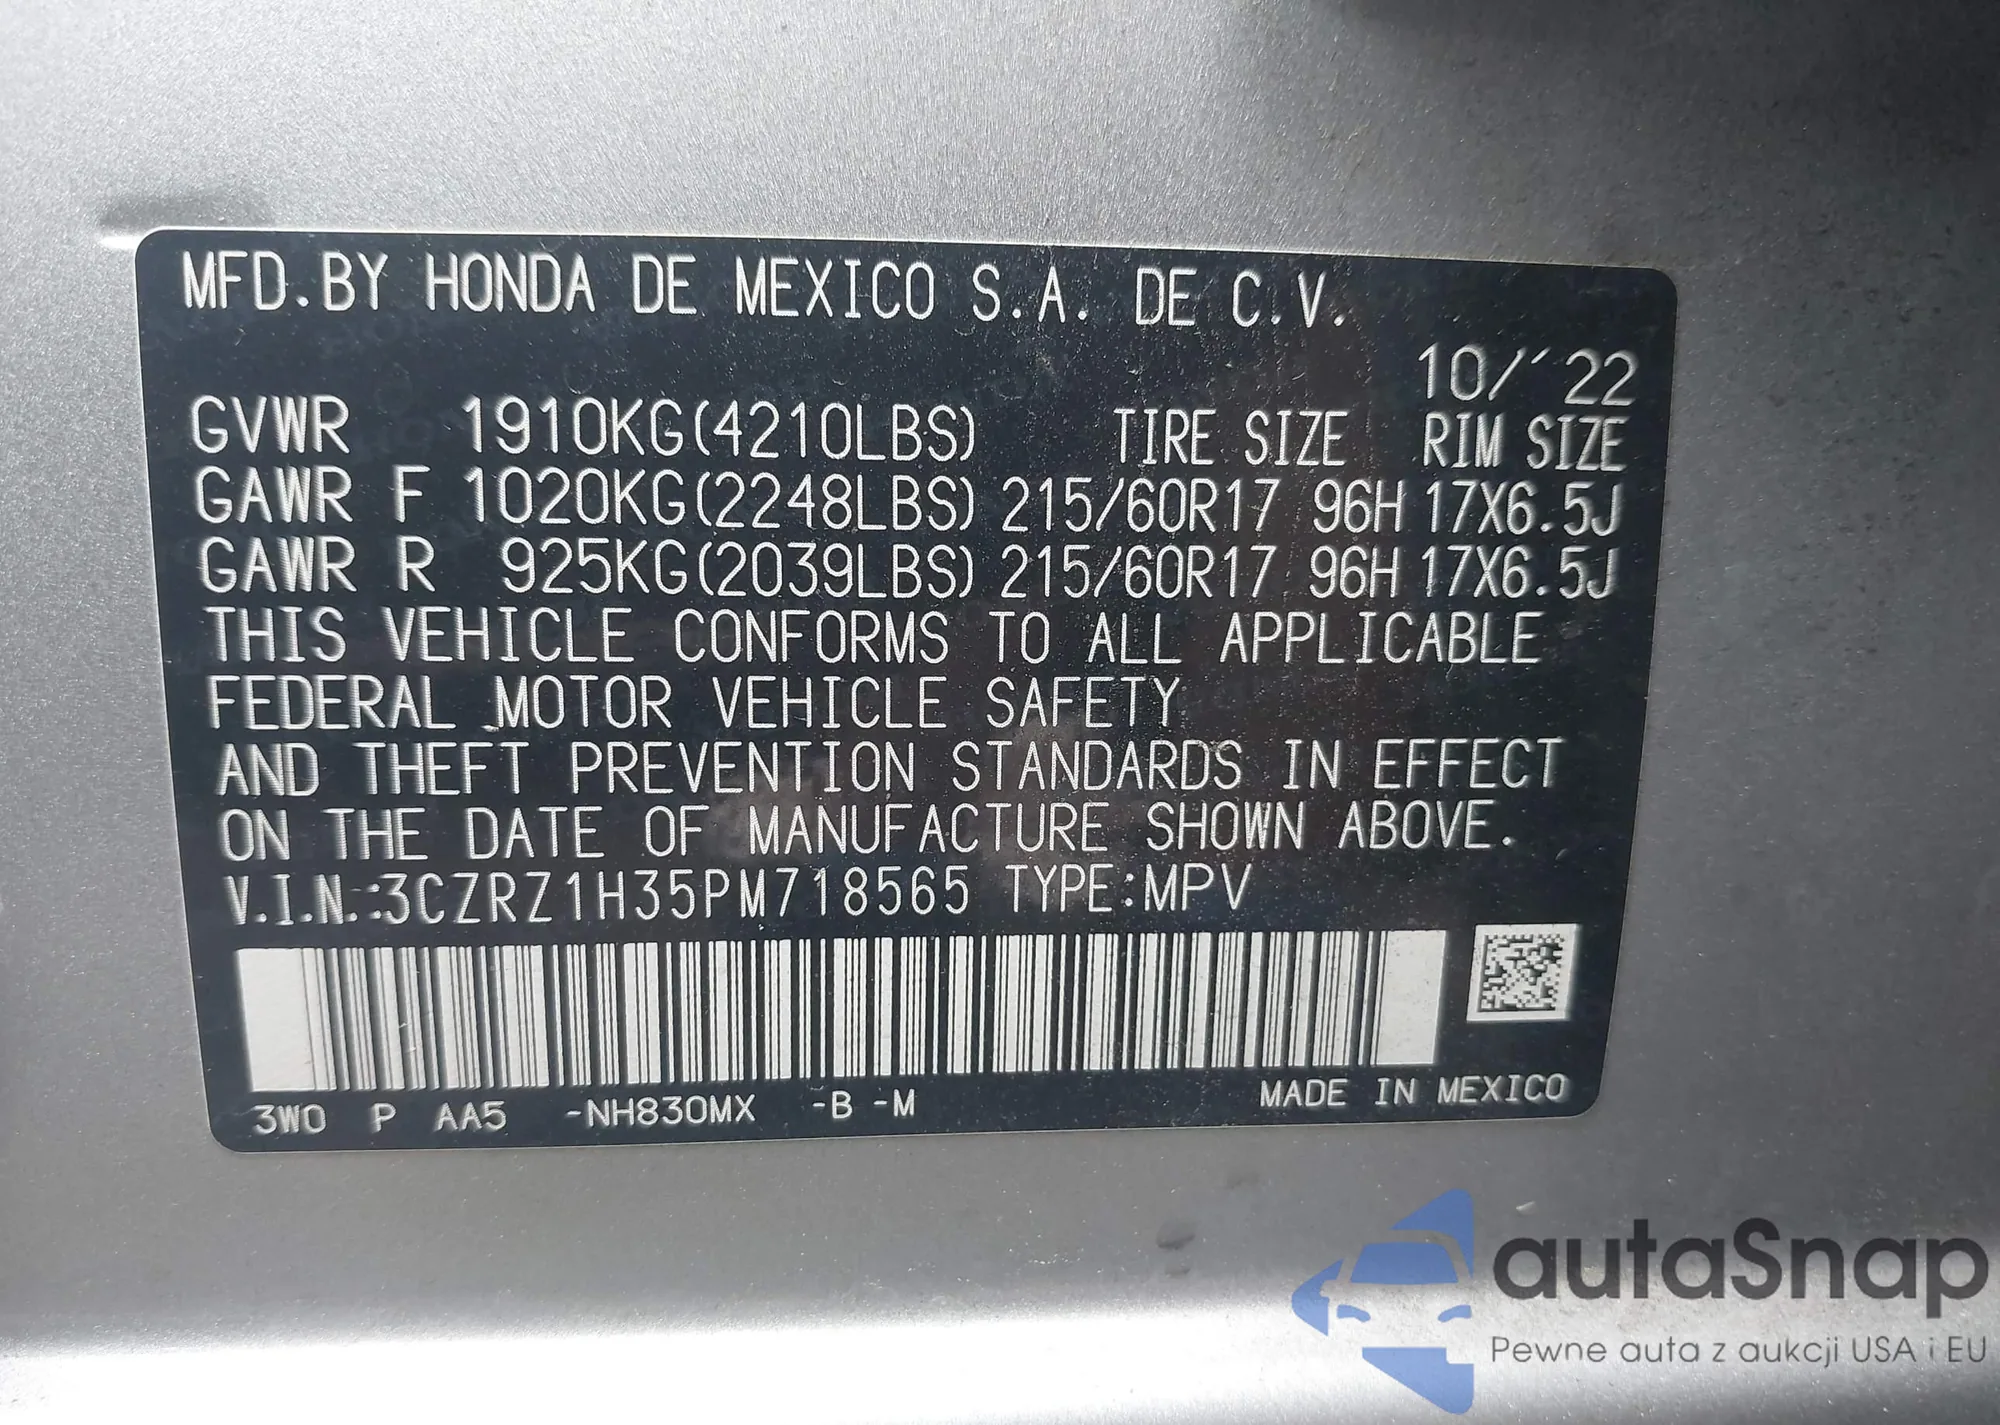 MFD.BY HONDA DE MEXICO S.A. DE C.V.
10/´22
GVWR 1910KG(4210LBS) TIRE SIZE RIM SIZE
GAWR F 1020KG(2248LBS) 215/60R17 96H 17X6.5J
GAWR R 925KG(2039LBS) 215/60R17 96H 17X6.5J
THIS VEHICLE CONFORMS TO ALL APPLICABLE
FEDERAL MOTOR VEHICLE SAFETY
AND THEFT PREVENTION STANDARDS IN EFFECT
ON THE DATE OF MANUFACTURE SHOWN ABOVE.
V.I.N.:3CZRZ1H35PM718565 TYPE:MPV
3W0 P AA5 -NH830MX -B -M MADE IN MEXICO
autaSnap
Pewne auta z aukcji USA i EU